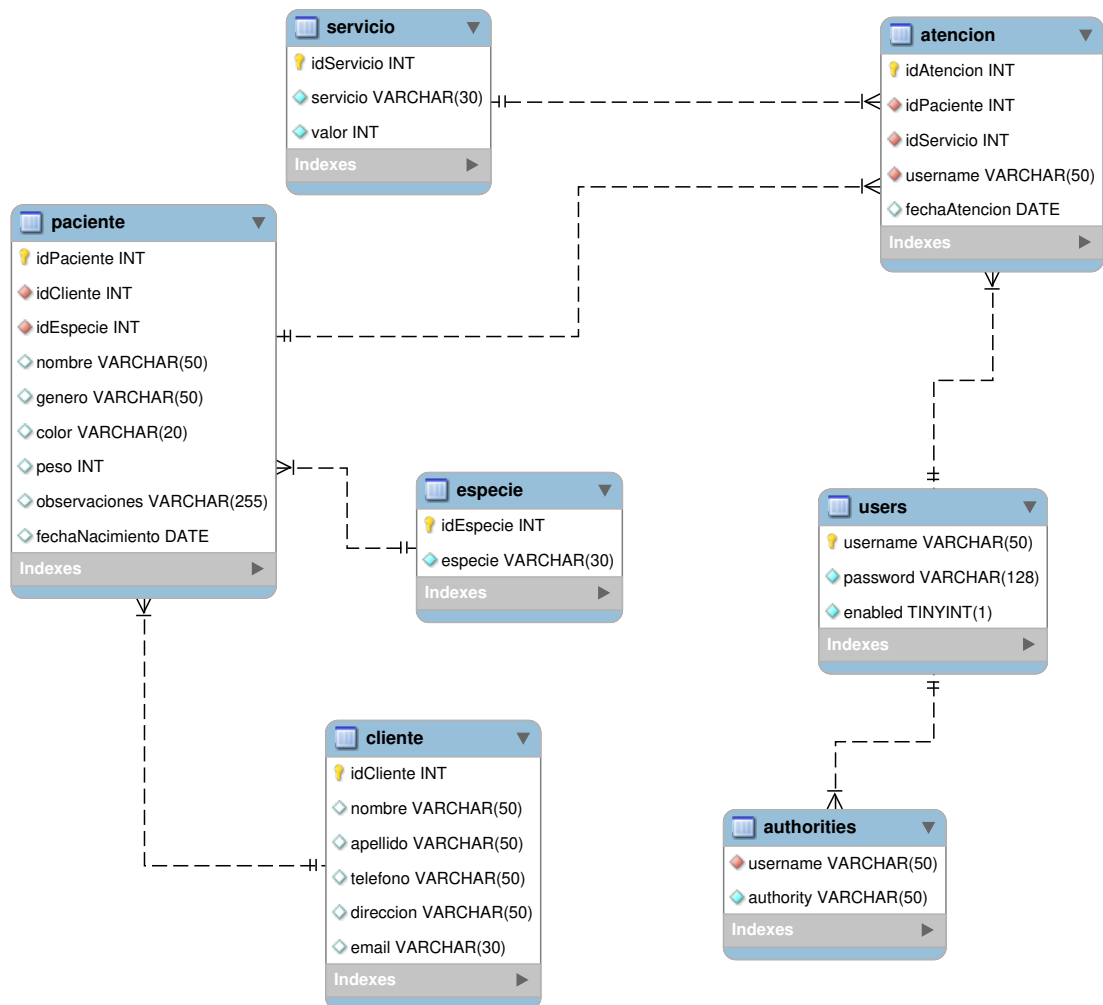 servicio
idServicio INT
servicio VARCHAR(30)
valor INT
Indexes
atencion
idAtencion INT
idPaciente INT
idServicio INT
username VARCHAR(50)
fechaAtencion DATE
Indexes
paciente
idPaciente INT
idCliente INT
idEspecie INT
nombre VARCHAR(50)
genero VARCHAR(50)
color VARCHAR(20)
peso INT
observaciones VARCHAR(255)
fechaNacimiento DATE
Indexes
especie
idEspecie INT
especie VARCHAR(30)
Indexes
users
username VARCHAR(50)
password VARCHAR(128)
enabled TINYINT(1)
Indexes
cliente
idCliente INT
nombre VARCHAR(50)
apellido VARCHAR(50)
telefono VARCHAR(50)
direccion VARCHAR(50)
email VARCHAR(30)
Indexes
authorities
username VARCHAR(50)
authority VARCHAR(50)
Indexes